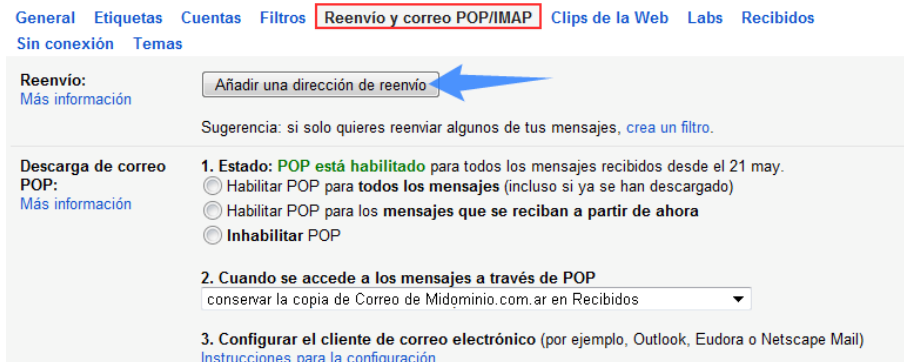 General Etiquetas Cuentas Filtros Reenvío y correo POP/IMAP Clips de la Web Labs Recibidos
Sin conexión Temas
Reenvío: Añadir una dirección de reenvío
Más información
Sugerencia: si solo quieres reenviar algunos de tus mensajes, crea un filtro.
Descarga de correo 1. Estado: POP está habilitado para todos los mensajes recibidos desde el 21 may.
POP: Habilitar POP para todos los mensajes (incluso si ya se han descargado)
Más información Habilitar POP para los mensajes que se reciban a partir de ahora
Inhabilitar POP
2. Cuando se accede a los mensajes a través de POP
conservar la copia de Correo de Midominio.com.ar en Recibidos
3. Configurar el cliente de correo electrónico (por ejemplo, Outlook, Eudora o Netscape Mail)
Instrucciones para la configuración